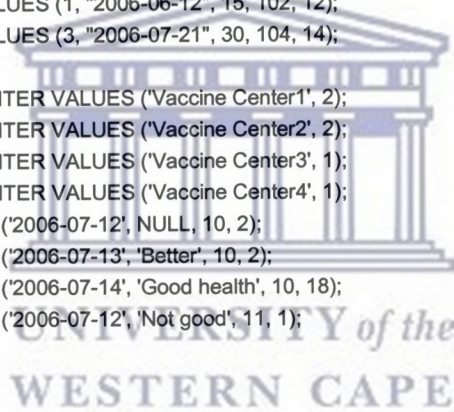 LUES (1, "2006-06-12", 15, 102, 12);
LUES (3, "2006-07-21", 30, 104, 14);
ITER VALUES ('Vaccine Center1', 2);
ITER VALUES ('Vaccine Center2', 2);
ITER VALUES ('Vaccine Center3', 1);
ITER VALUES ('Vaccine Center4', 1);
('2006-07-12', NULL, 10, 2);
('2006-07-13', 'Better', 10, 2);
('2006-07-14', 'Good health', 10, 18);
('2006-07-12', 'Not good', 11, 1);
UNIVERSITY of the
WESTERN CAPE